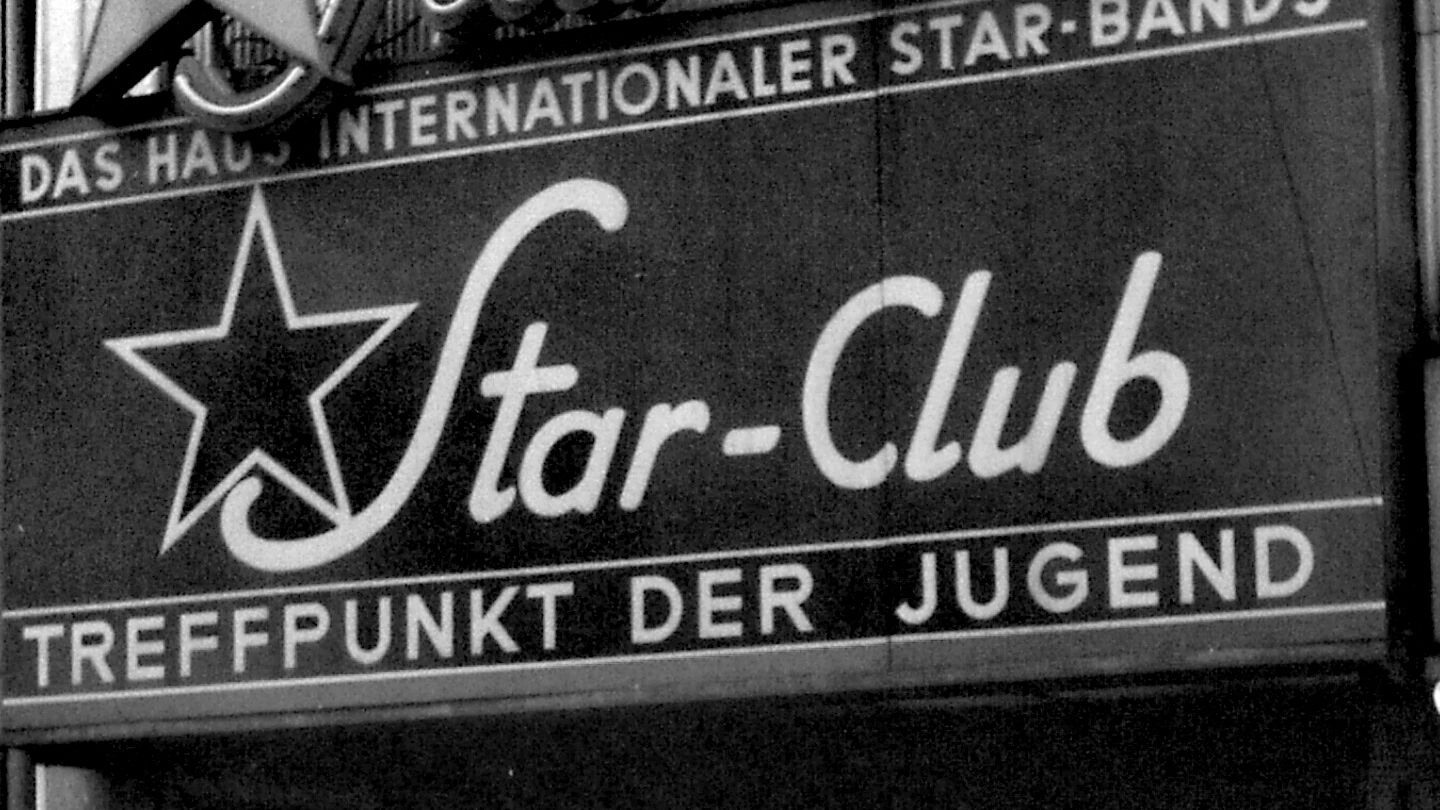 DAS HAUS INTERNATIONALER STAR-BANDS
Star-Club
TREFFPUNKT DER JUGEND